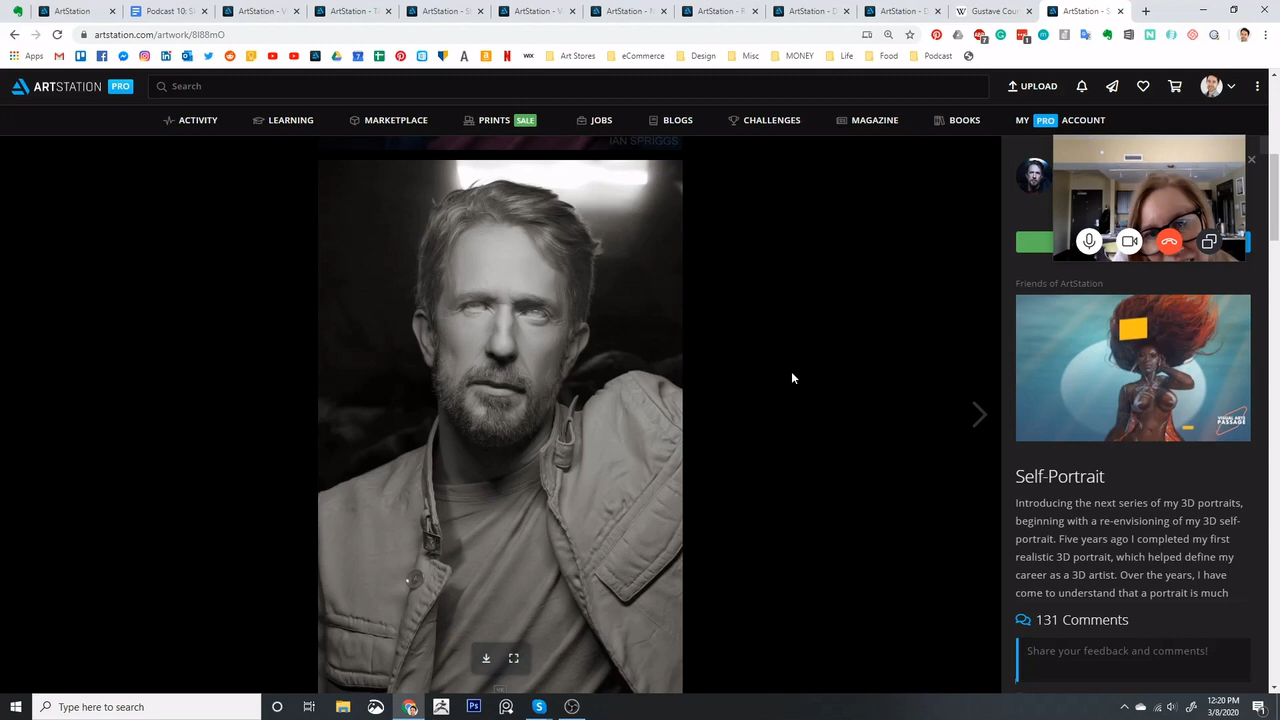 ArtStation
Podcast 10: S
ArtStation - V
ArtStation - TA
ArtStation - St
ArtStation - V
ArtStation - N
ArtStation - R
ArtStation - E
ArtStation - D
Gustave Cou
ArtStation - S
artstation.com/artwork/8l88mO
Apps
Art Stores
eCommerce
Design
Misc
MONEY
Life
Food
Podcast
ARTSTATION PRO
Search
UPLOAD
ACTIVITY
LEARNING
MARKETPLACE
PRINTS SALE
JOBS
BLOGS
CHALLENGES
MAGAZINE
BOOKS
MY PRO ACCOUNT
IAN SPRIGGS
Friends of ArtStation
VISUAL ARTS
PASSAGE
Self-Portrait
Introducing the next series of my 3D portraits,
beginning with a re-envisioning of my 3D self-
portrait. Five years ago I completed my first
realistic 3D portrait, which helped define my
career as a 3D artist. Over the years, I have
come to understand that a portrait is much
131 Comments
Share your feedback and comments!
Type here to search
12:20 PM
3/8/2020